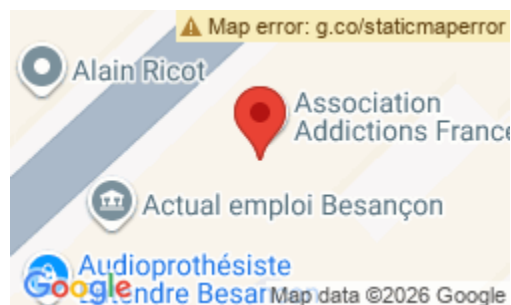 Map error: g.co/staticmaperror
Alain Ricot
Association
Addictions France
Actual emploi Besançon
Audioprothésiste
Google
Map data ©2026 Google